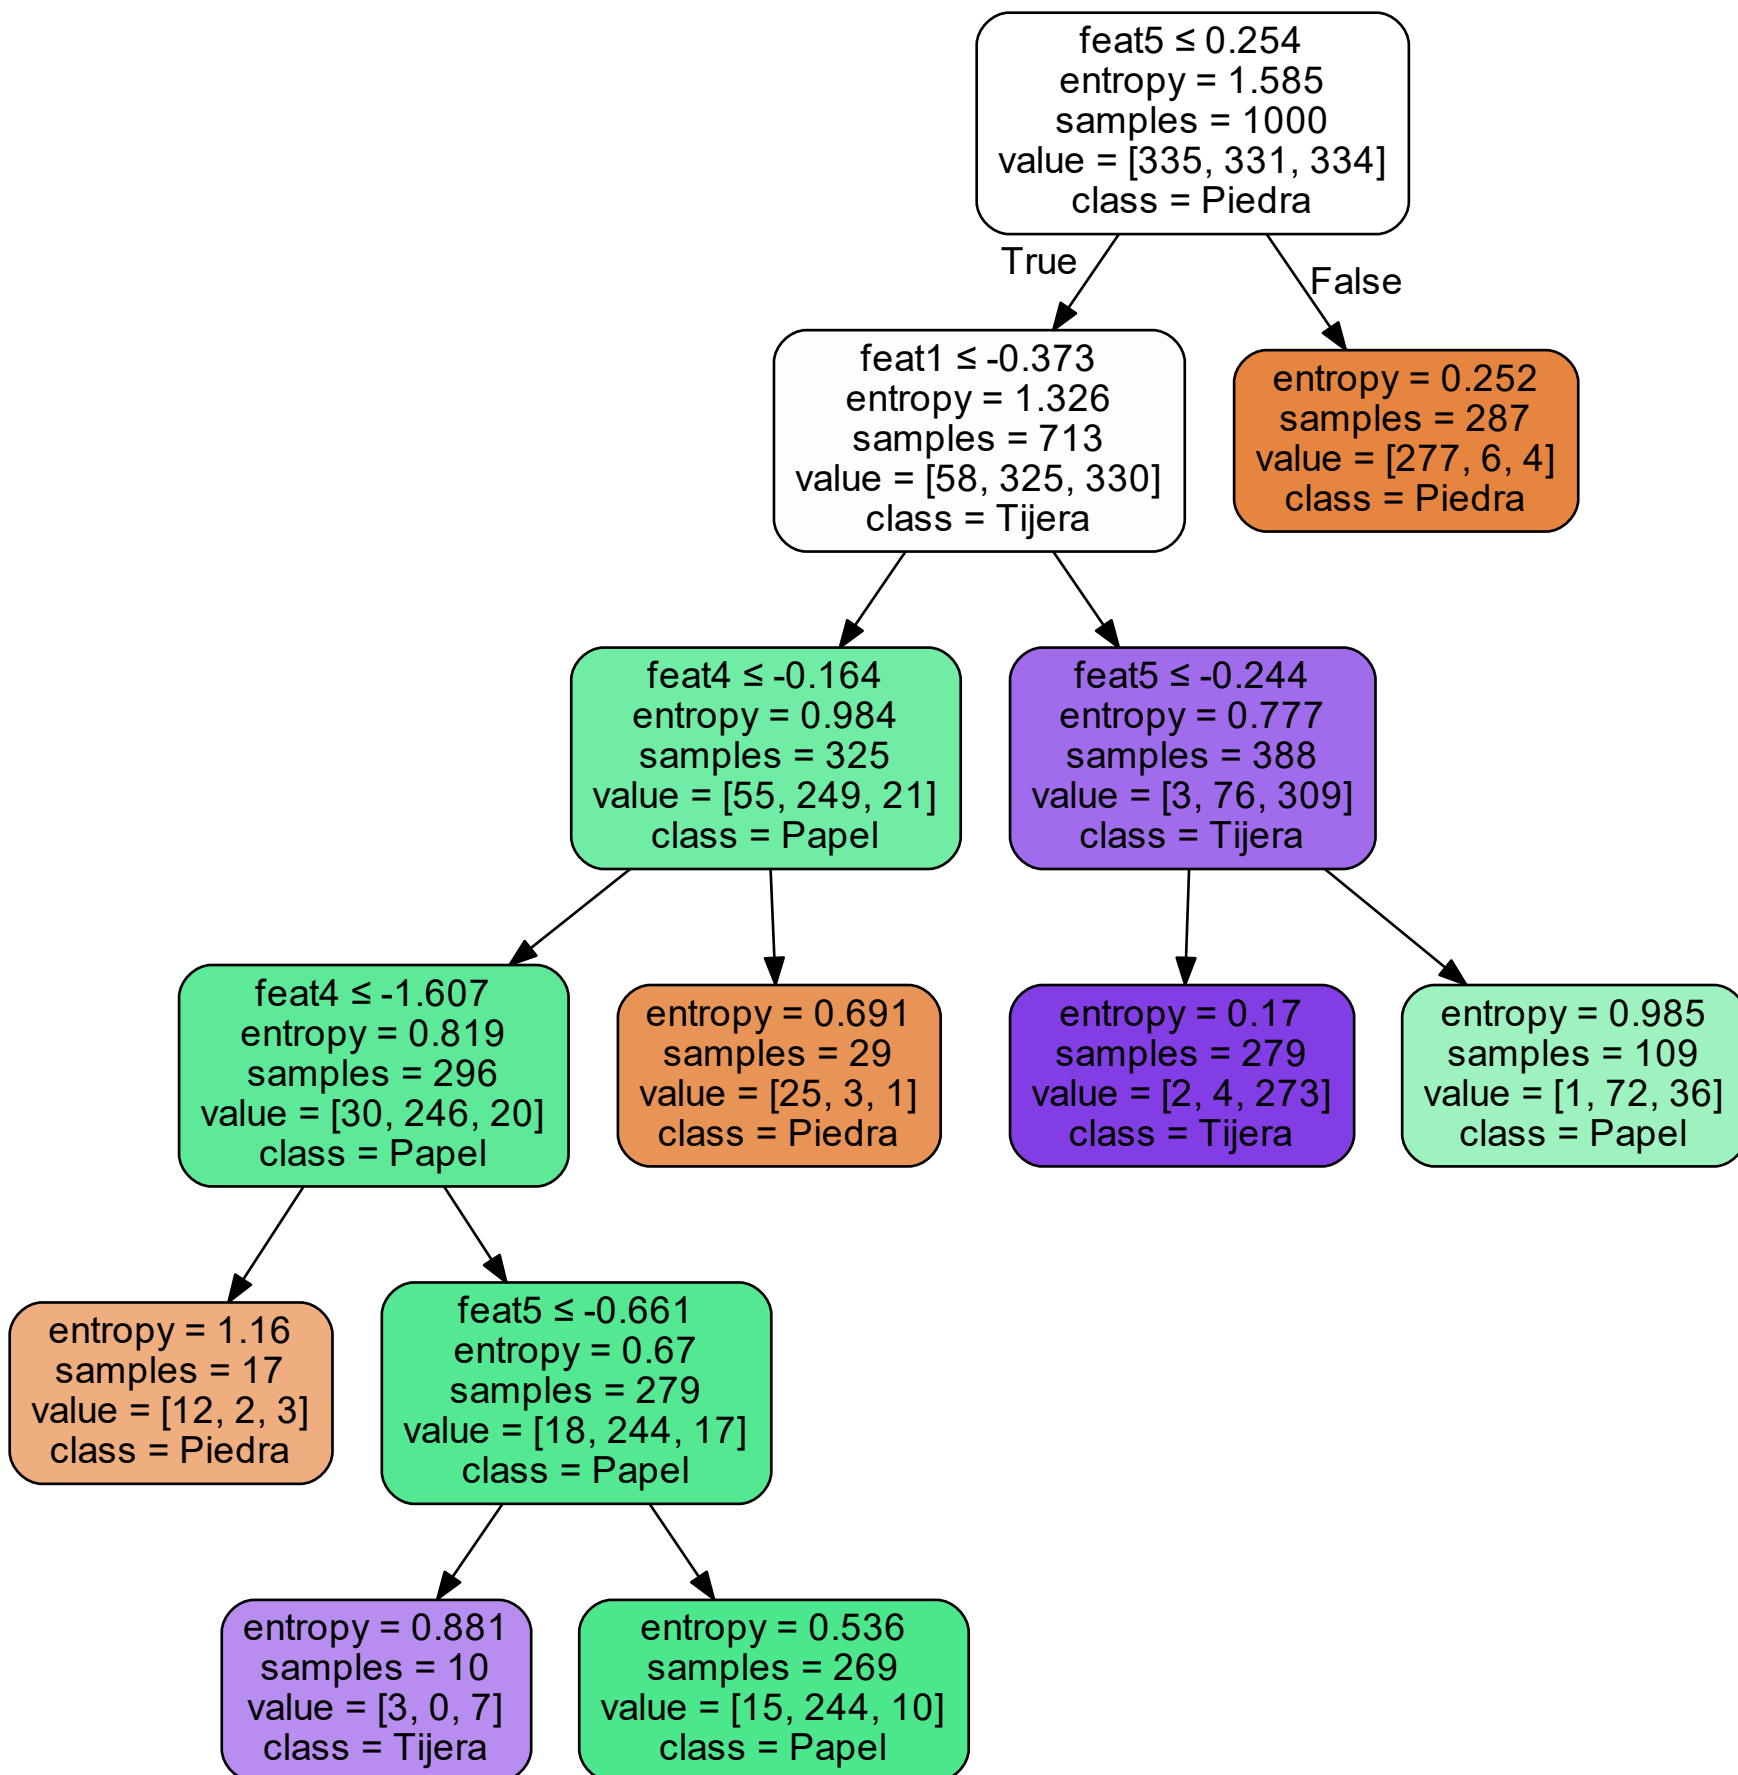 feat5 ≤ 0.254
entropy = 1.585
samples = 1000
value = [335, 331, 334]
class = Piedra
True
False
feat1 ≤ -0.373
entropy = 1.326
samples = 713
value = [58, 325, 330]
class = Tijera
entropy = 0.252
samples = 287
value = [277, 6, 4]
class = Piedra
feat4 ≤ -0.164
entropy = 0.984
samples = 325
value = [55, 249, 21]
class = Papel
feat5 ≤ -0.244
entropy = 0.777
samples = 388
value = [3, 76, 309]
class = Tijera
feat4 ≤ -1.607
entropy = 0.819
samples = 296
value = [30, 246, 20]
class = Papel
entropy = 0.691
samples = 29
value = [25, 3, 1]
class = Piedra
entropy = 0.17
samples = 279
value = [2, 4, 273]
class = Tijera
entropy = 0.985
samples = 109
value = [1, 72, 36]
class = Papel
entropy = 1.16
samples = 17
value = [12, 2, 3]
class = Piedra
feat5 ≤ -0.661
entropy = 0.67
samples = 279
value = [18, 244, 17]
class = Papel
entropy = 0.881
samples = 10
value = [3, 0, 7]
class = Tijera
entropy = 0.536
samples = 269
value = [15, 244, 10]
class = Papel